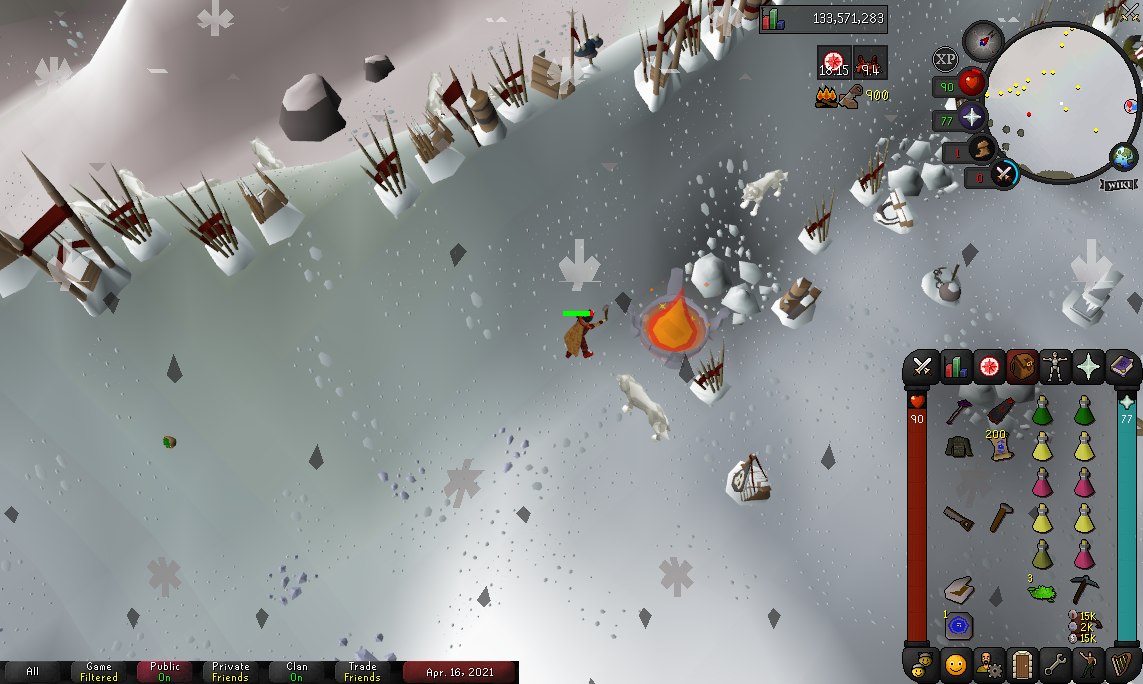 133,571,283
18:15 9.4
900
XP
90
77
1
0
WIKI
90
77
200
3
1
15K
2K
15K
All
Game
Filtered
Public
On
Private
Friends
Clan
On
Trade
Friends
Apr. 16, 2021